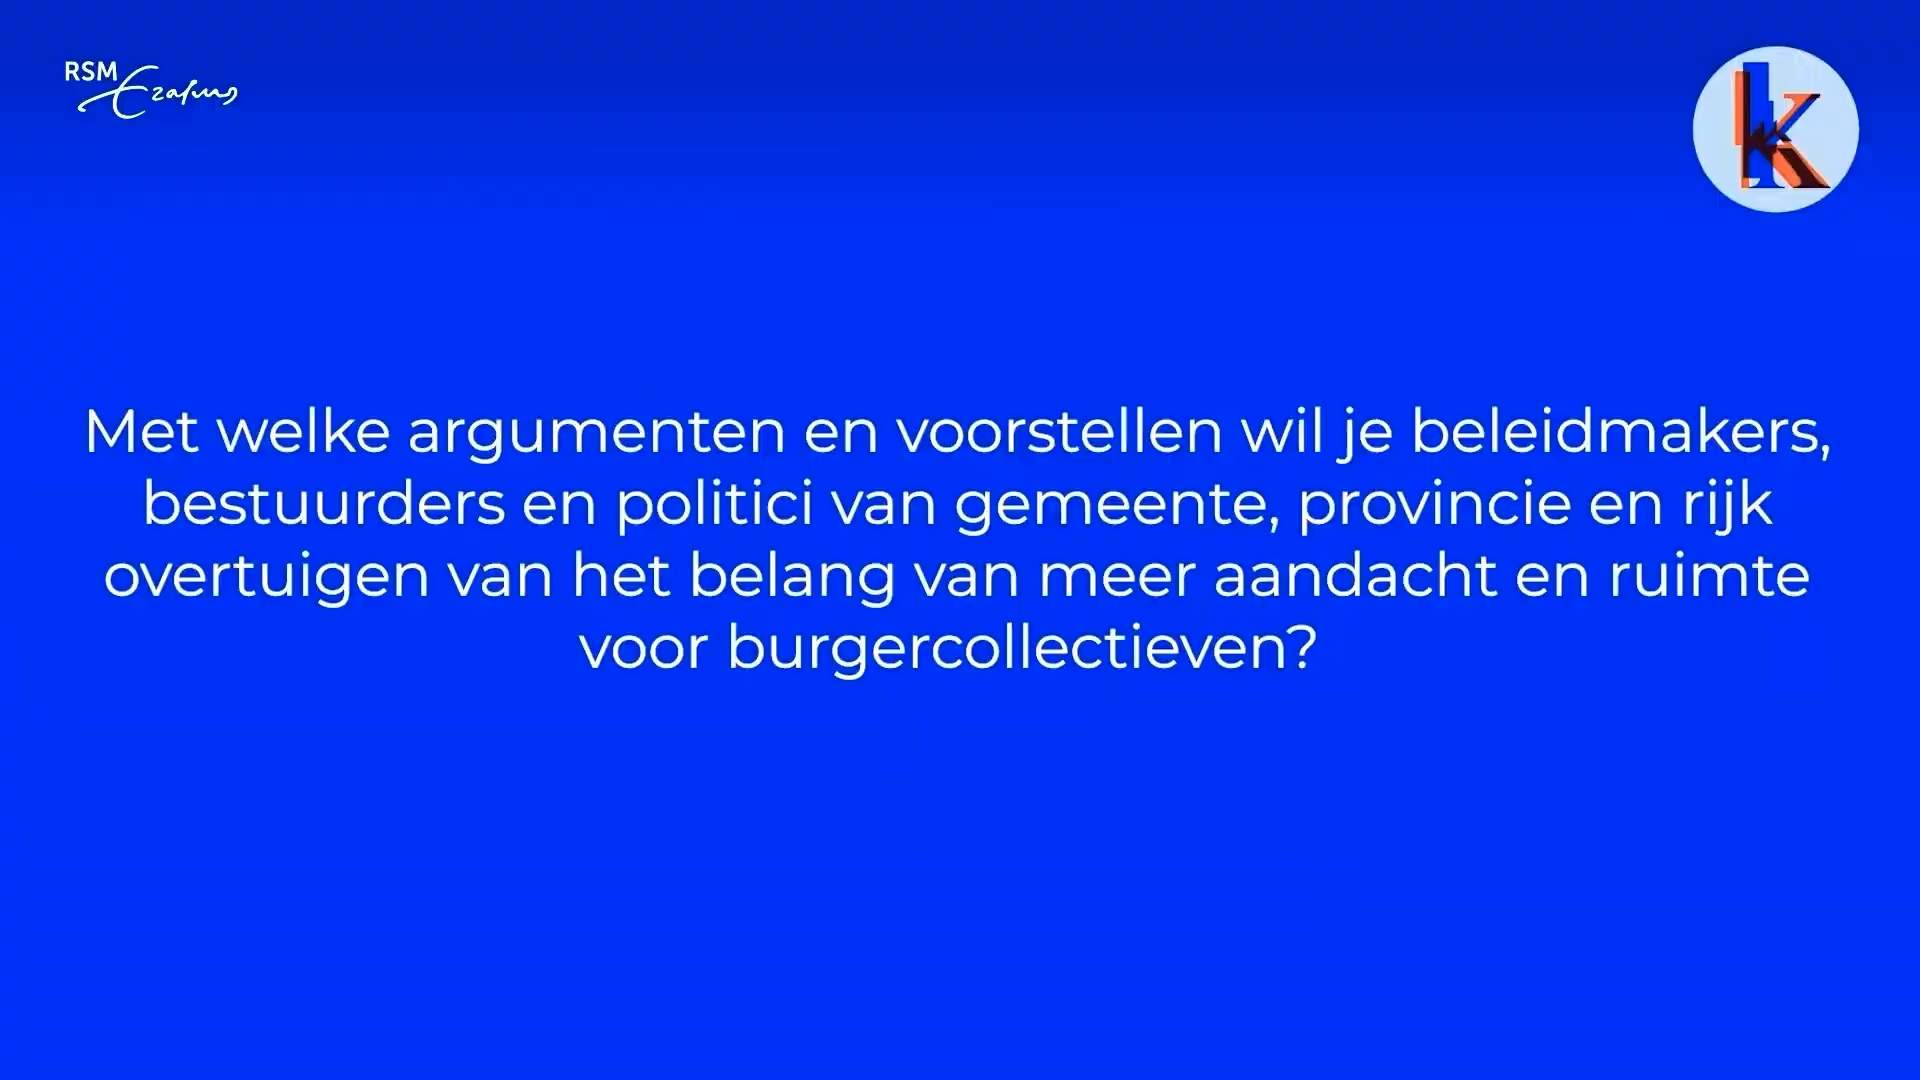 RSM
Erasmus
k
Met welke argumenten en voorstellen wil je beleidmakers,
bestuurders en politici van gemeente, provincie en rijk
overtuigen van het belang van meer aandacht en ruimte
voor burgercollectieven?